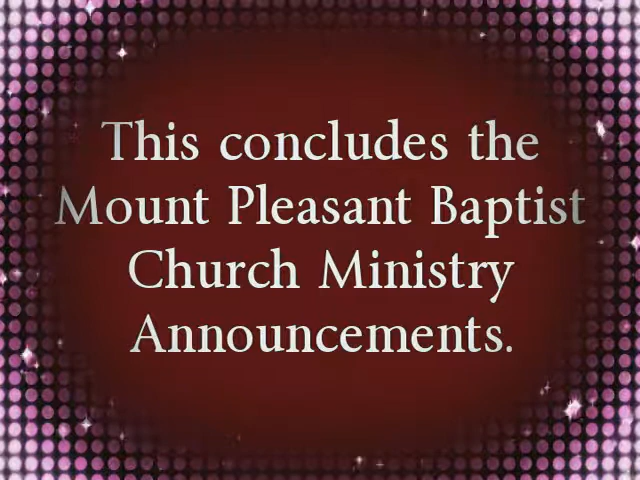 This concludes the
Mount Pleasant Baptist
Church Ministry
Announcements.